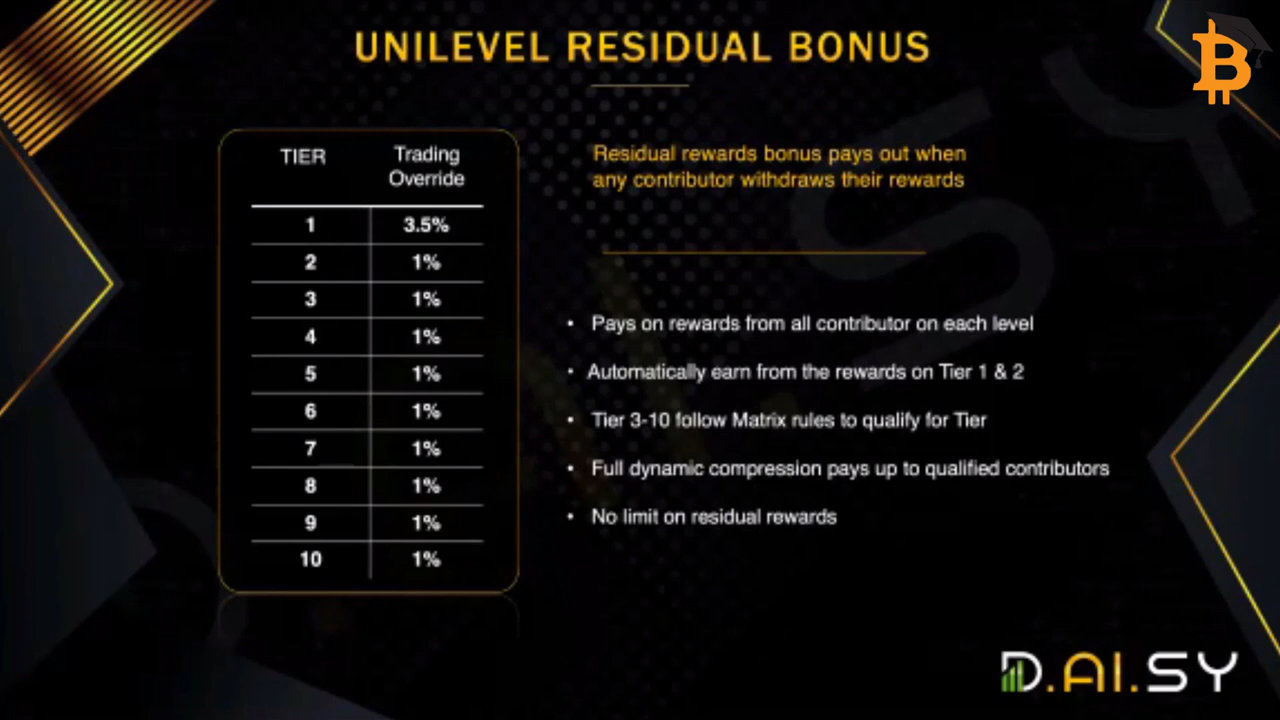 UNILEVEL RESIDUAL BONUS
TIER
Trading
Override
1 3.5%
2 1%
3 1%
4 1%
5 1%
6 1%
7 1%
8 1%
9 1%
10 1%
Residual rewards bonus pays out when
any contributor withdraws their rewards
• Pays on rewards from all contributor on each level
• Automatically earn from the rewards on Tier 1 & 2
• Tier 3-10 follow Matrix rules to qualify for Tier
• Full dynamic compression pays up to qualified contributors
• No limit on residual rewards
D.AI.SY